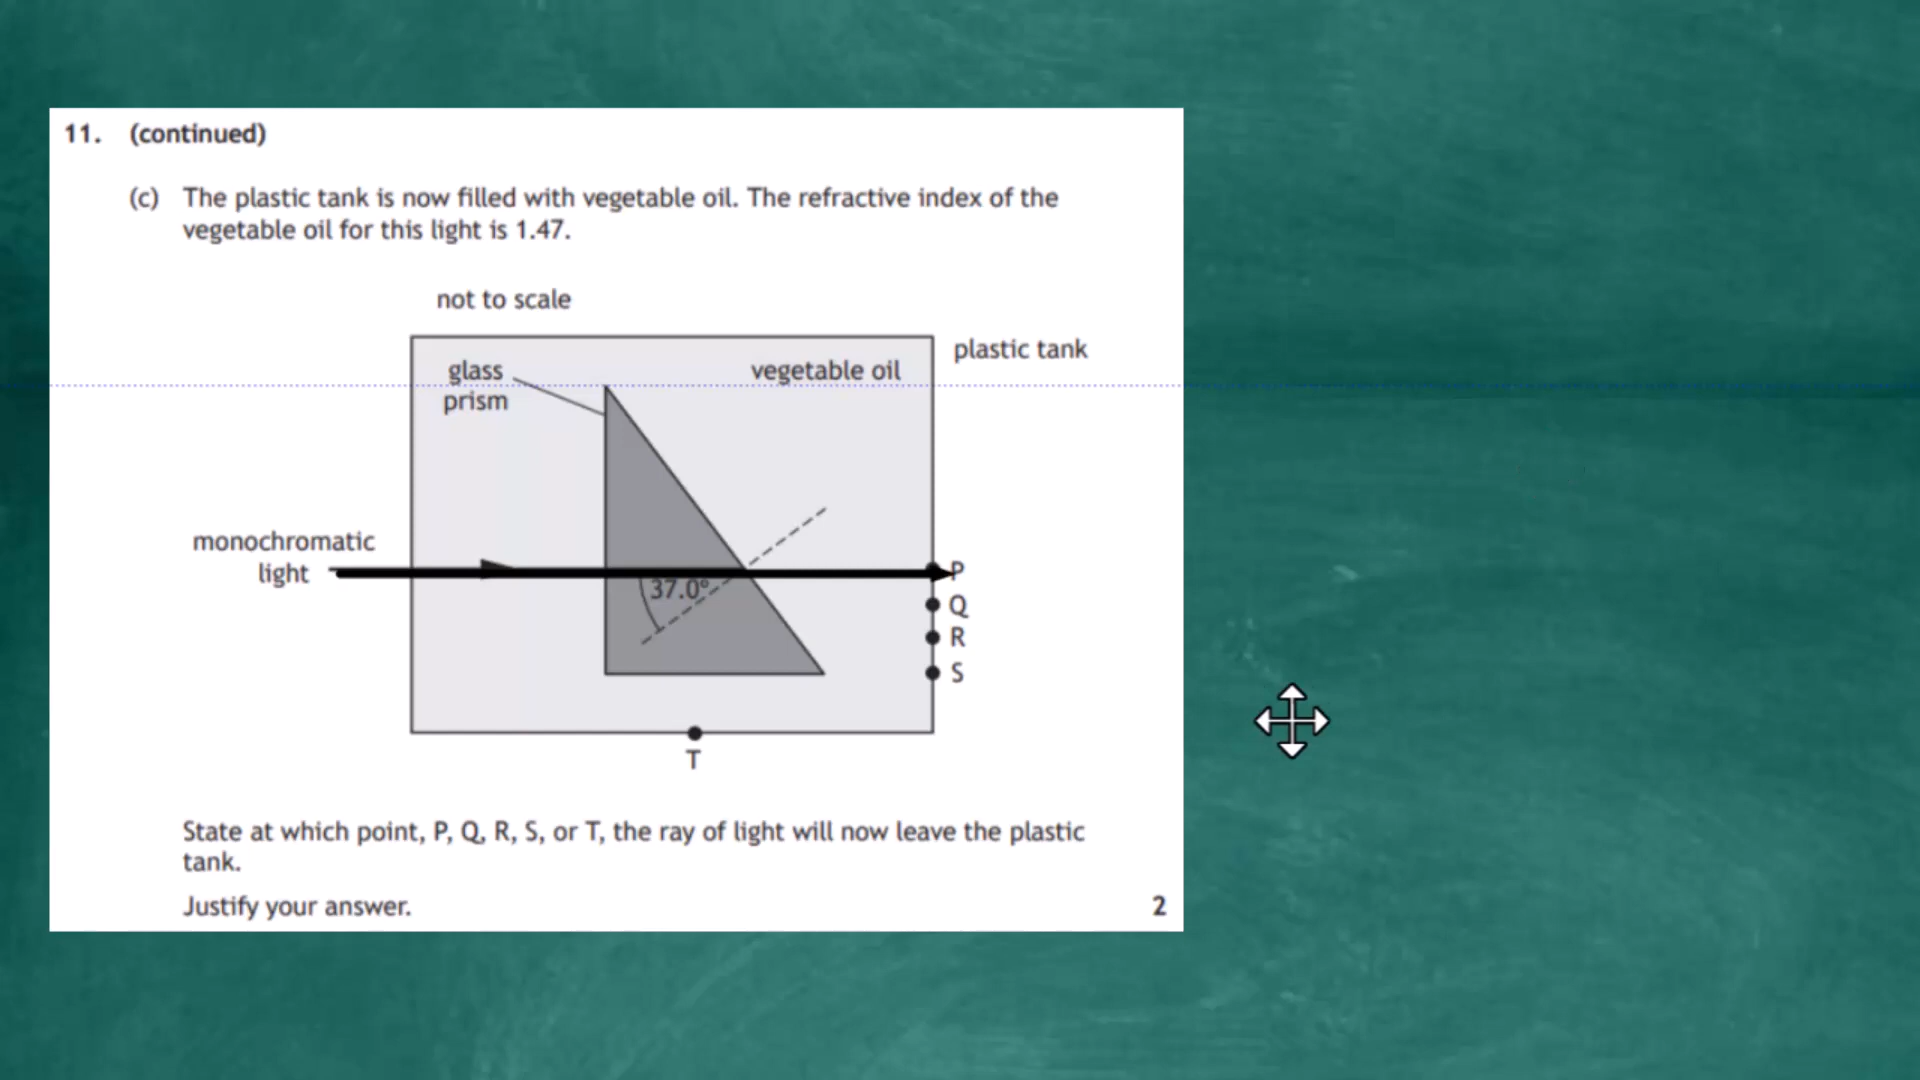 11. (continued)
(c) The plastic tank is now filled with vegetable oil. The refractive index of the
vegetable oil for this light is 1.47.
not to scale
plastic tank
glass
prism
vegetable oil
monochromatic
light
37.0°
P
Q
R
S
T
State at which point, P, Q, R, S, or T, the ray of light will now leave the plastic
tank.
Justify your answer.
2